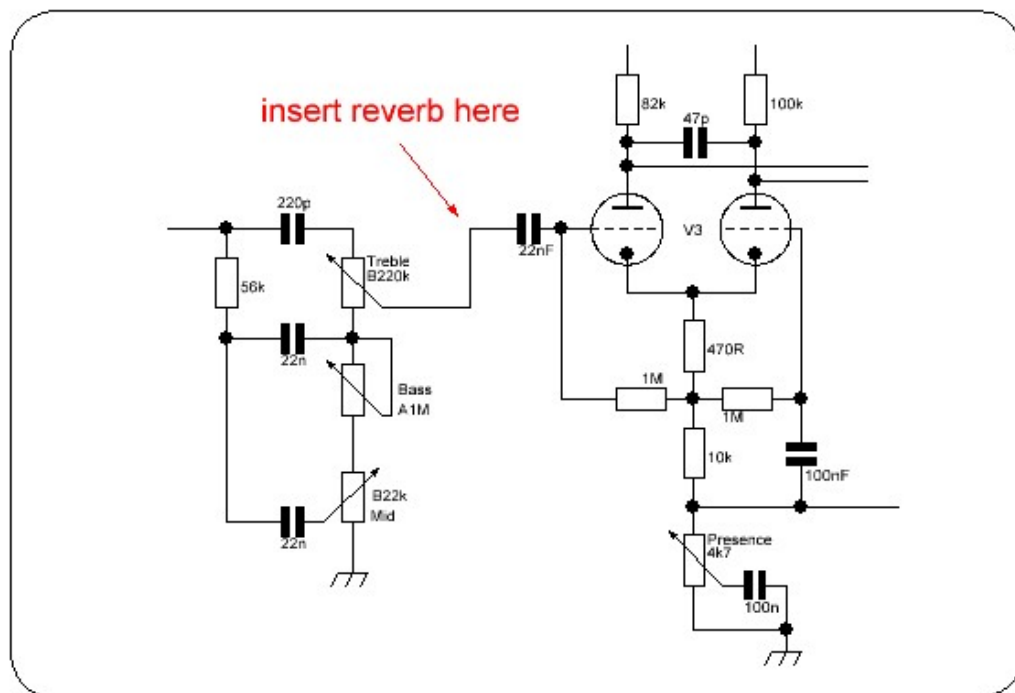 82k
100k
47p
insert reverb here
220p
22nF
V3
Treble
B220k
56k
22n
470R
Bass
A1M
1M
1M
10k
B22k
Mid
100nF
22n
Presence
4k7
100n